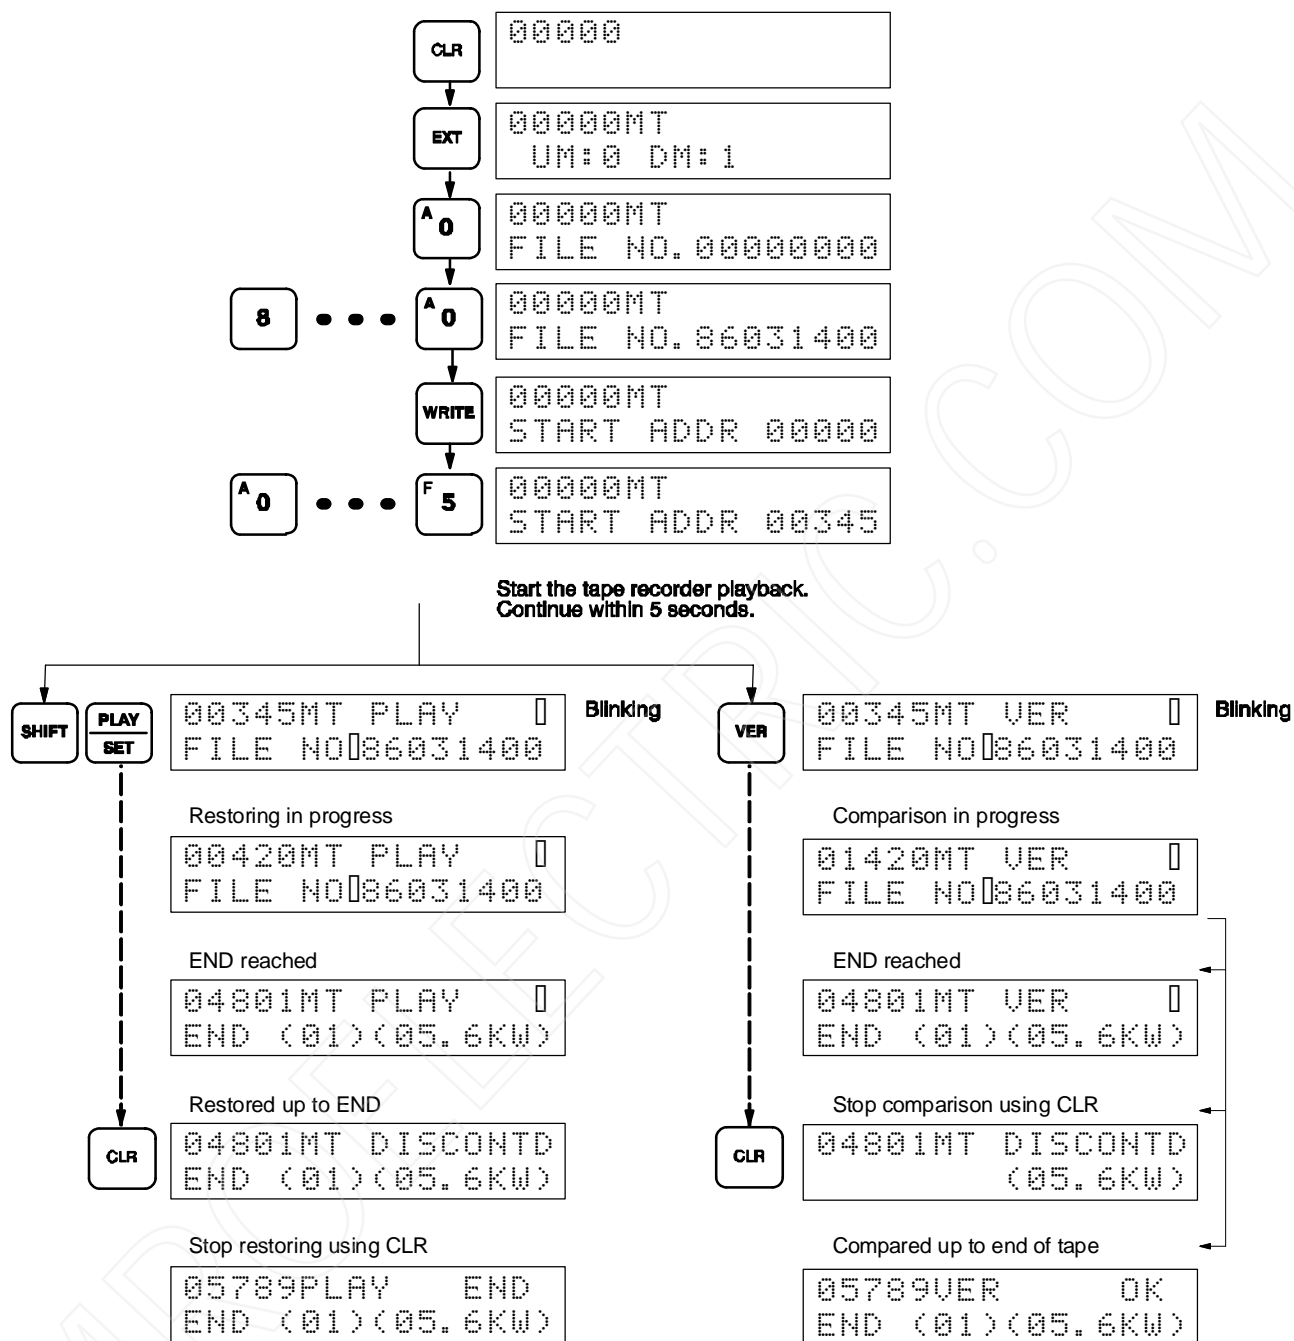 CLR
00000
EXT
00000MT
UM:0 DM:1
A 0
00000MT
FILE NO.00000000
8 ••• A 0
00000MT
FILE NO.86031400
WRITE
00000MT
START ADDR 00000
A 0 ••• F 5
00000MT
START ADDR 00345
Start the tape recorder playback.
Continue within 5 seconds.
SHIFT
PLAY
SET
00345MT PLAY ▯
FILE NO▯86031400
Blinking
Restoring in progress
00420MT PLAY ▯
FILE NO▯86031400
END reached
04801MT PLAY ▯
END (01)(05.6KW)
Restored up to END
CLR
04801MT DISCONTD
END (01)(05.6KW)
Stop restoring using CLR
05789PLAY END
END (01)(05.6KW)
VER
00345MT VER ▯
FILE NO▯86031400
Blinking
Comparison in progress
01420MT VER ▯
FILE NO▯86031400
END reached
04801MT VER ▯
END (01)(05.6KW)
Stop comparison using CLR
CLR
04801MT DISCONTD
(05.6KW)
Compared up to end of tape
05789VER OK
END (01)(05.6KW)